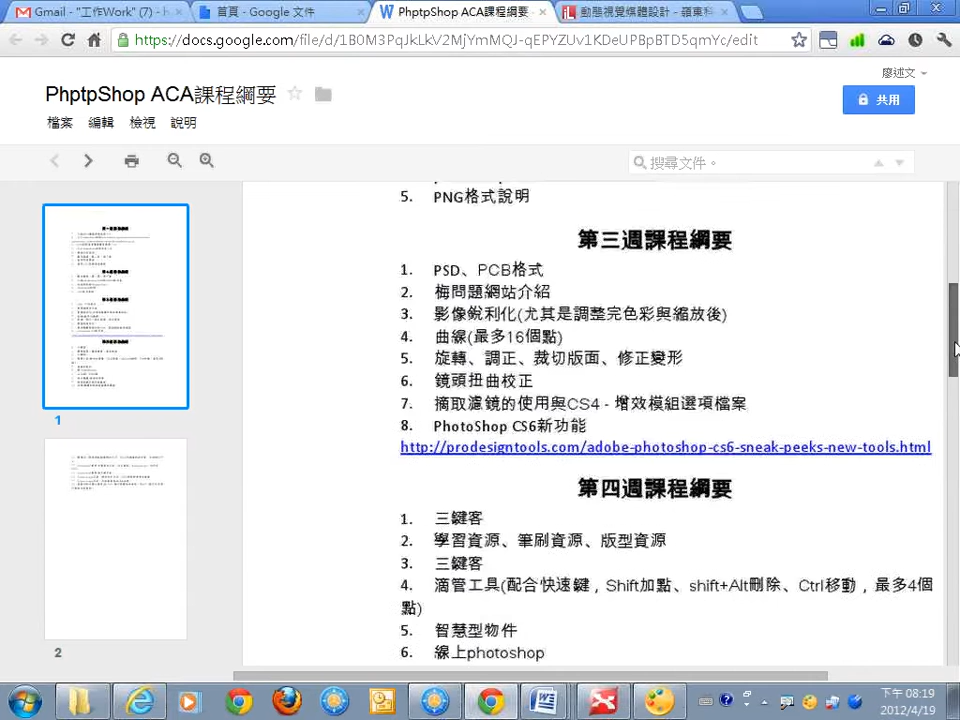 Gmail - "工作Work" (7) - h
首頁 - Google 文件
PhptpShop ACA課程綱要
動態視覺媒體設計 - 嶺東科
https://docs.google.com/file/d/1B0M3PqJkLkV2MjYmMQJ-qEPYZUv1KDeUPBpBTD5qmYc/edit
廖述文
PhptpShop ACA課程綱要
共用
檔案 編輯 檢視 說明
搜尋文件。
5. PNG格式說明
第三週課程綱要
1. PSD、PCB格式
2. 梅問題網站介紹
3. 影像銳利化(尤其是調整完色彩與縮放後)
4. 曲線(最多16個點)
5. 旋轉、調正、裁切版面、修正變形
6. 鏡頭扭曲校正
7. 摘取濾鏡的使用與CS4 - 增效模組選項檔案
8. PhotoShop CS6新功能
http://prodesigntools.com/adobe-photoshop-cs6-sneak-peeks-new-tools.html
第四週課程綱要
1. 三鍵客
2. 學習資源、筆刷資源、版型資源
3. 三鍵客
4. 滴管工具(配合快速鍵，Shift加點、shift+Alt刪除、Ctrl移動，最多4個
點)
5. 智慧型物件
6. 線上photoshop
1
2
下午 08:19
2012/4/19